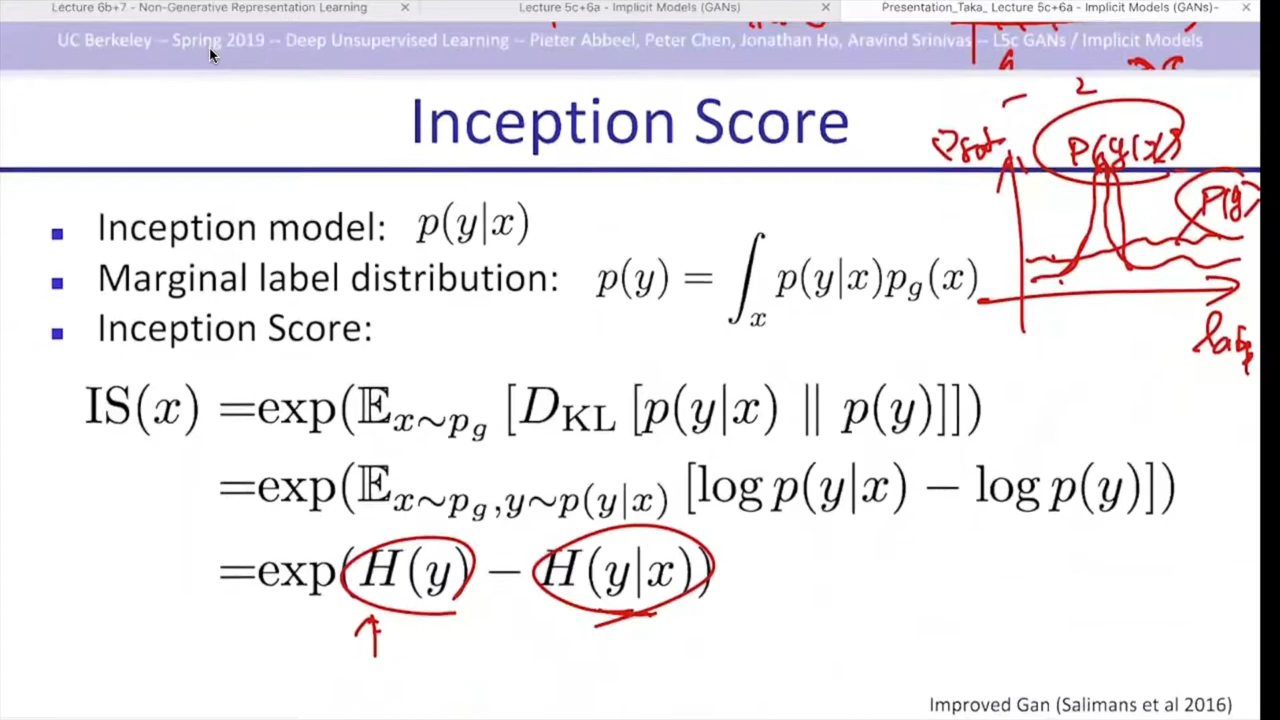 Lecture 6b+7 - Non-Generative Representation Learning
Lecture 5c+6a - Implicit Models (GANs)
Presentation_Taka_ Lecture 5c+6a - Implicit Models (GANs)-
UC Berkeley -- Spring 2019 -- Deep Unsupervised Learning -- Pieter Abbeel, Peter Chen, Jonathan Ho, Aravind Srinivas -- L5c GANs / Implicit Models
2
Inception Score
P(y|x)
P(y)
Inception model: p(y|x)
Marginal label distribution: p(y) = ∫_x p(y|x)p_g(x)
Inception Score:
IS(x) =exp(𝔼_{x∼p_g} [D_KL [p(y|x) ∥ p(y)]])
=exp(𝔼_{x∼p_g,y∼p(y|x)} [log p(y|x) − log p(y)])
=exp(H(y) − H(y|x))
Improved Gan (Salimans et al 2016)